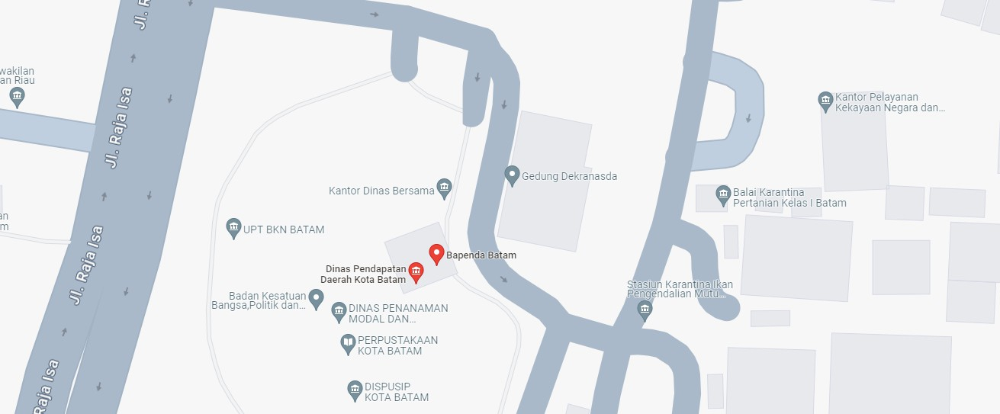 Jl. R
Jl. Raja Isa
wakilan
an Riau
Kantor Pelayanan
Kekayaan Negara dan...
Gedung Dekranasda
Kantor Dinas Bersama
Balai Karantina
Pertanian Kelas I Batam
an
m
UPT BKN BATAM
Jl. Raja Isa
Bapenda Batam
Dinas Pendapatan
Daerah Kota Batam
Stasiun Karantina Ikan
Pengendalian Mutu...
Badan Kesatuan
Bangsa,Politik dan...
DINAS PENANAMAN
MODAL DAN...
PERPUSTAKAAN
KOTA BATAM
Raja Isa
DISPUSIP
KOTA BATAM